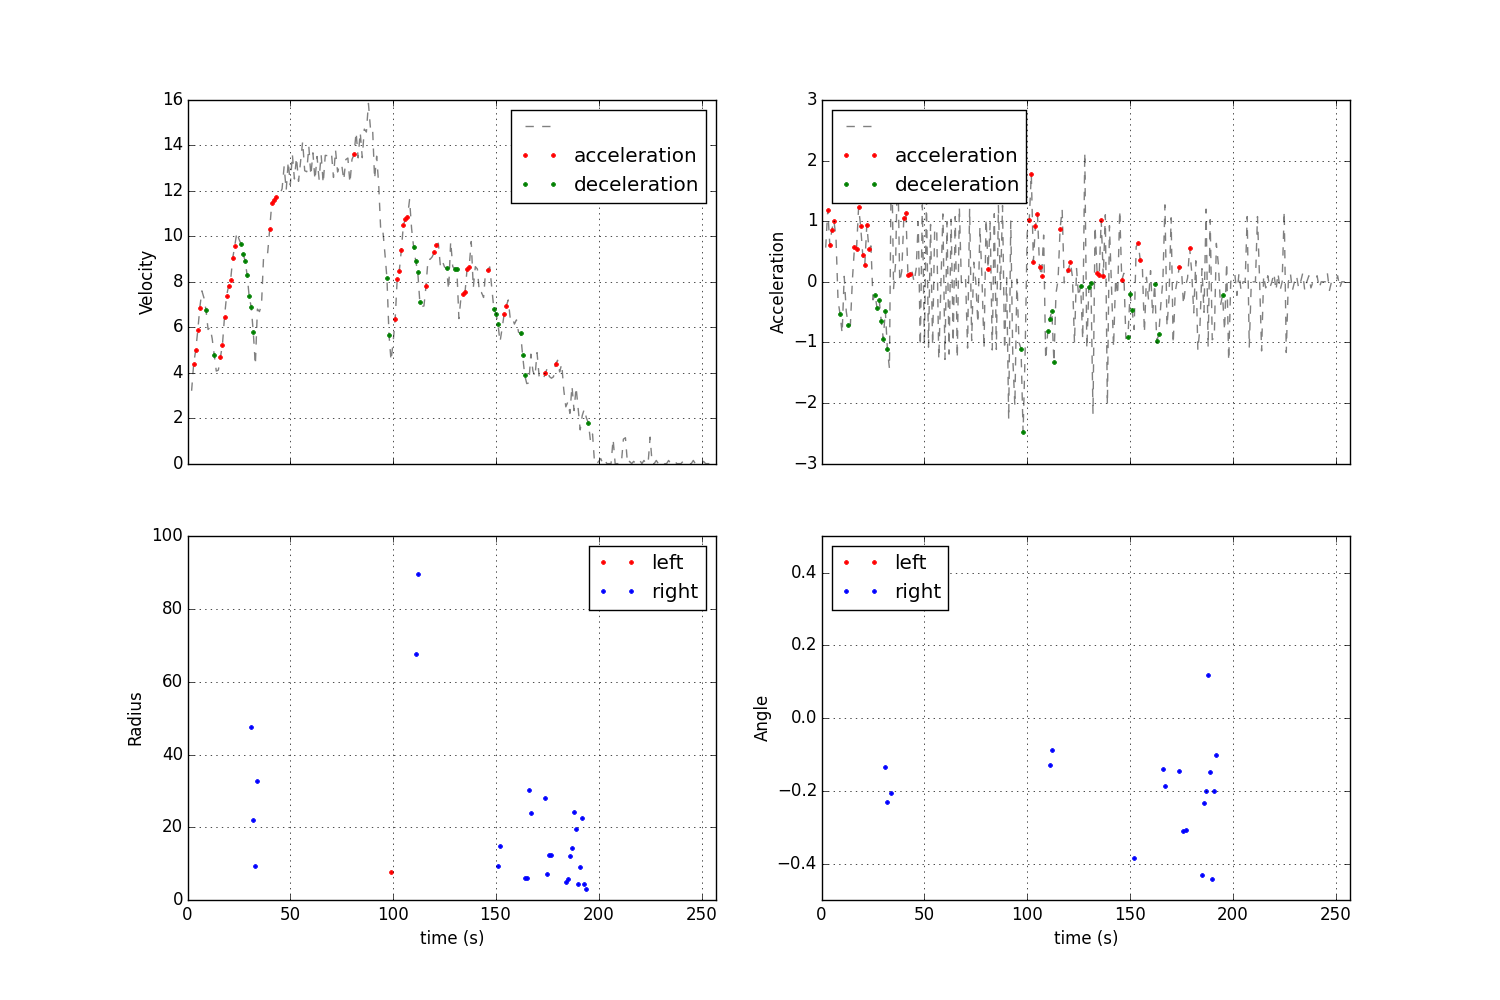 16
14
12
10
8
6
4
2
0
Velocity
acceleration
deceleration
3
2
1
0
−1
−2
−3
Acceleration
acceleration
deceleration
100
80
60
40
20
0
Radius
left
right
0 50 100 150 200 250
time (s)
0.4
0.2
0.0
−0.2
−0.4
Angle
left
right
0 50 100 150 200 250
time (s)